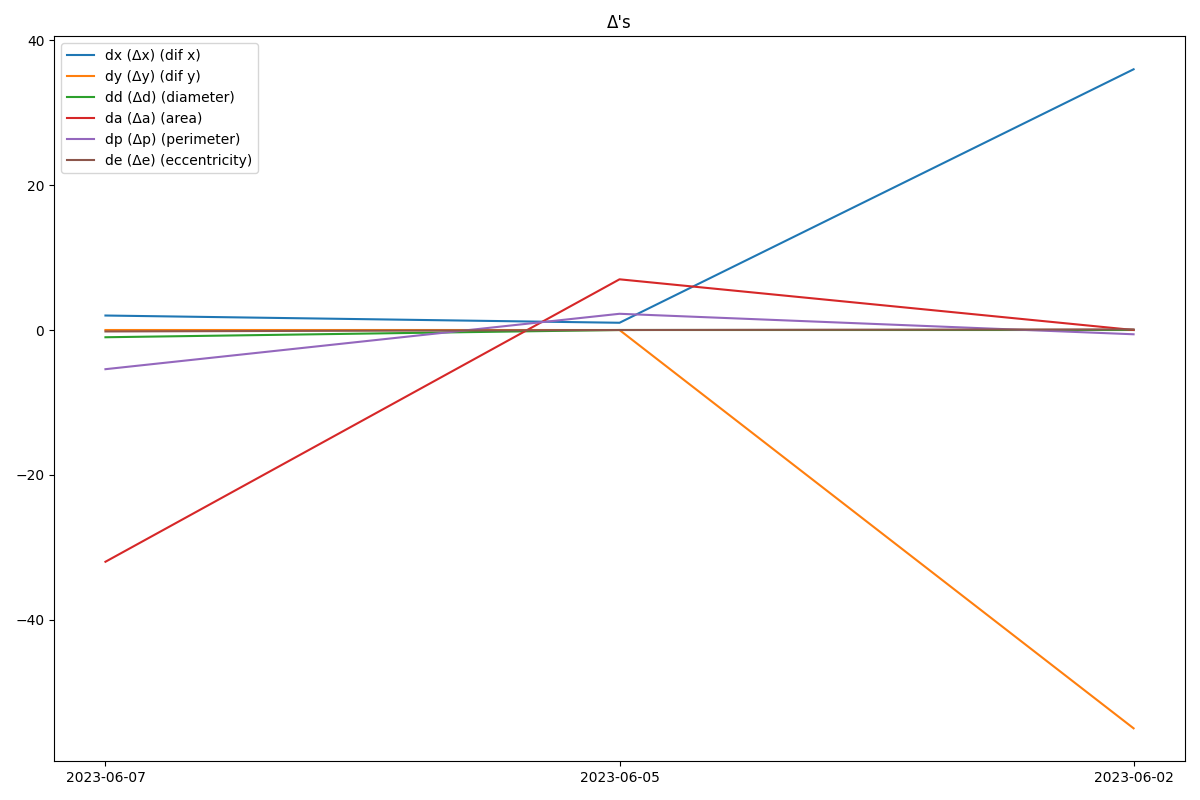 Δ's
40
20
0
−20
−40
dx (Δx) (dif x)
dy (Δy) (dif y)
dd (Δd) (diameter)
da (Δa) (area)
dp (Δp) (perimeter)
de (Δe) (eccentricity)
2023-06-07
2023-06-05
2023-06-02